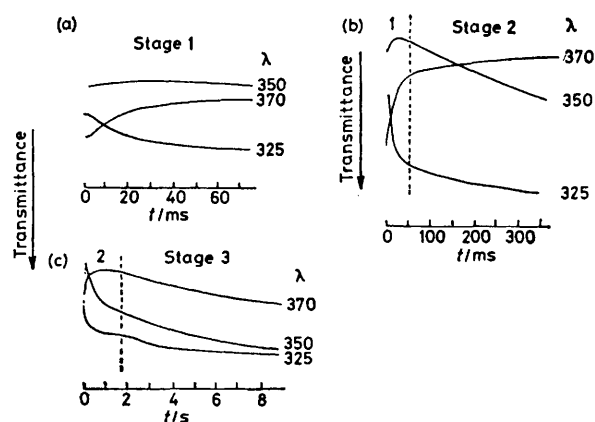 (a)
Stage 1
λ
350
370
325
0 20 40 60
t/ms
Transmittance
(b)
1 Stage 2
370
λ
350
325
Transmittance
0 100 200 300
t/ms
(c)
2 Stage 3
λ
370
350
325
0 2 4 6 8
t/s